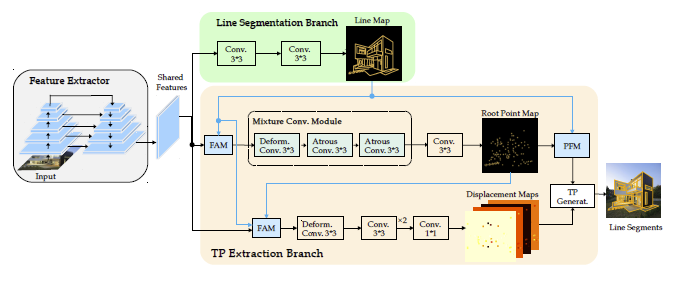 Line Segmentation Branch
Line Map
Conv.
3*3
Conv.
3*3
Feature Extractor
Shared
Features
Input
Mixture Conv. Module
Root Point Map
FAM
Deform.
Conv. 3*3
Atrous
Conv. 3*3
Atrous
Conv. 3*3
Conv.
3*3
PFM
Displacement Maps
TP
Generat.
FAM
Deform.
Conv. 3*3
Conv.
3*3
×2
Conv.
1*1
Line Segments
TP Extraction Branch